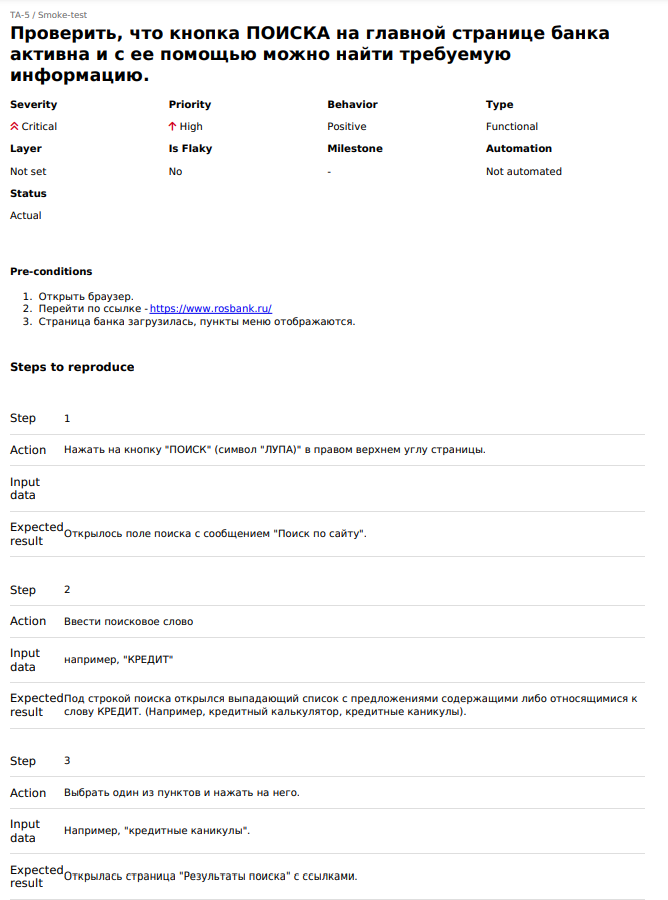 TA-5 / Smoke-test
Проверить, что кнопка ПОИСКА на главной странице банка
активна и с ее помощью можно найти требуемую
информацию.
Severity Priority Behavior Type
Critical High Positive Functional
Layer Is Flaky Milestone Automation
Not set No - Not automated
Status
Actual
Pre-conditions
1. Открыть браузер.
2. Перейти по ссылке - https://www.rosbank.ru/
3. Страница банка загрузилась, пункты меню отображаются.
Steps to reproduce
Step 1
Action Нажать на кнопку "ПОИСК" (символ "ЛУПА)" в правом верхнем углу страницы.
Input
data
Expected
result Открылось поле поиска с сообщением "Поиск по сайту".
Step 2
Action Ввести поисковое слово
Input
data например, "КРЕДИТ"
Expected Под строкой поиска открылся выпадающий список с предложениями содержащими либо относящимися к
result слову КРЕДИТ. (Например, кредитный калькулятор, кредитные каникулы).
Step 3
Action Выбрать один из пунктов и нажать на него.
Input
data Например, "кредитные каникулы".
Expected
result Открылась страница "Результаты поиска" с ссылками.